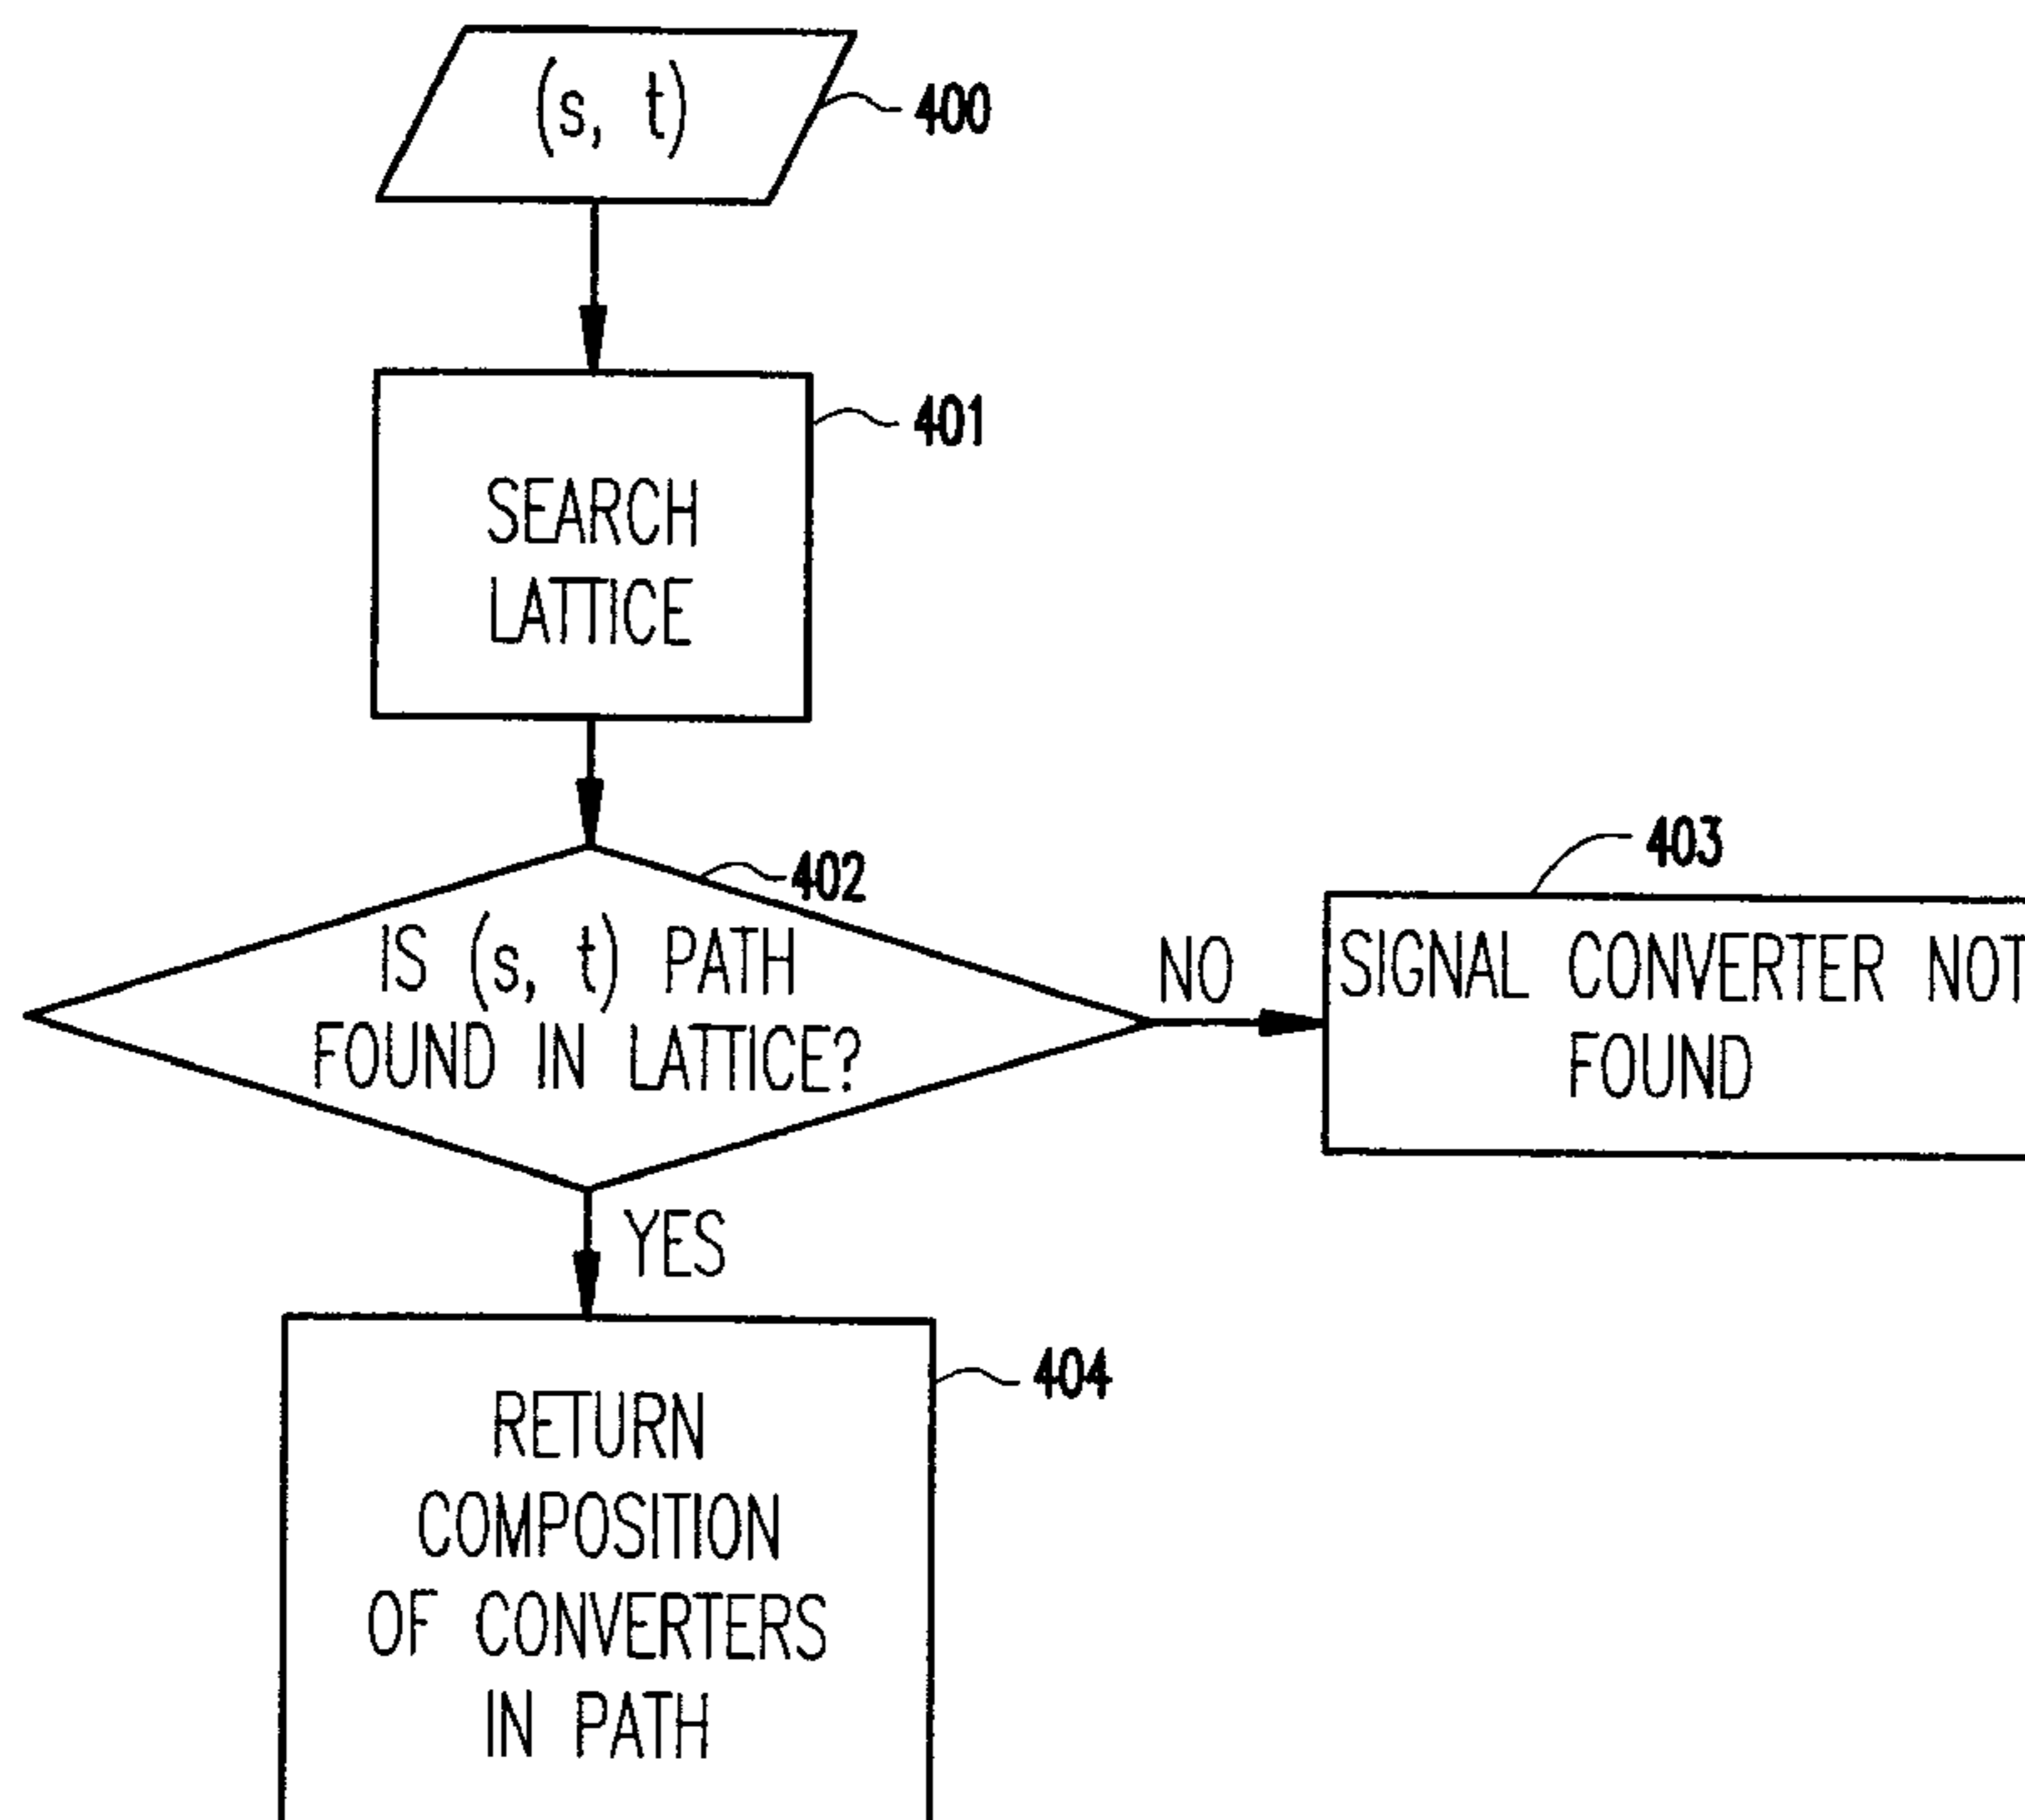 (s, t)
400
401
SEARCH
LATTICE
402
IS (s, t) PATH
FOUND IN LATTICE?
NO
403
SIGNAL CONVERTER NOT
FOUND
YES
404
RETURN
COMPOSITION
OF CONVERTERS
IN PATH